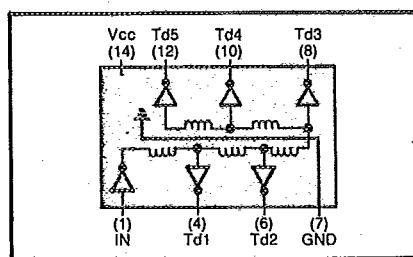 Vcc Td5 Td4 Td3
(14) (12) (10) (8)
(1) (4) (6) (7)
IN Td1 Td2 GND